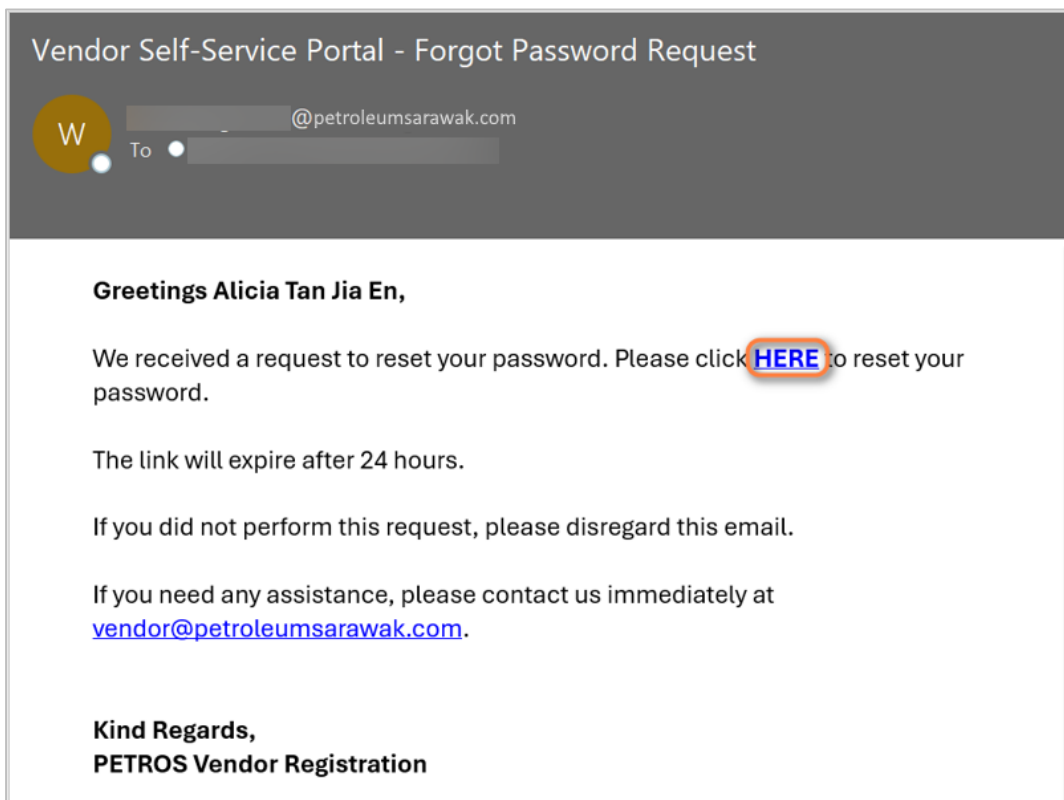 Vendor Self-Service Portal - Forgot Password Request
W
@petroleumsarawak.com
To
Greetings Alicia Tan Jia En,
We received a request to reset your password. Please click HERE to reset your
password.
The link will expire after 24 hours.
If you did not perform this request, please disregard this email.
If you need any assistance, please contact us immediately at
vendor@petroleumsarawak.com.
Kind Regards,
PETROS Vendor Registration